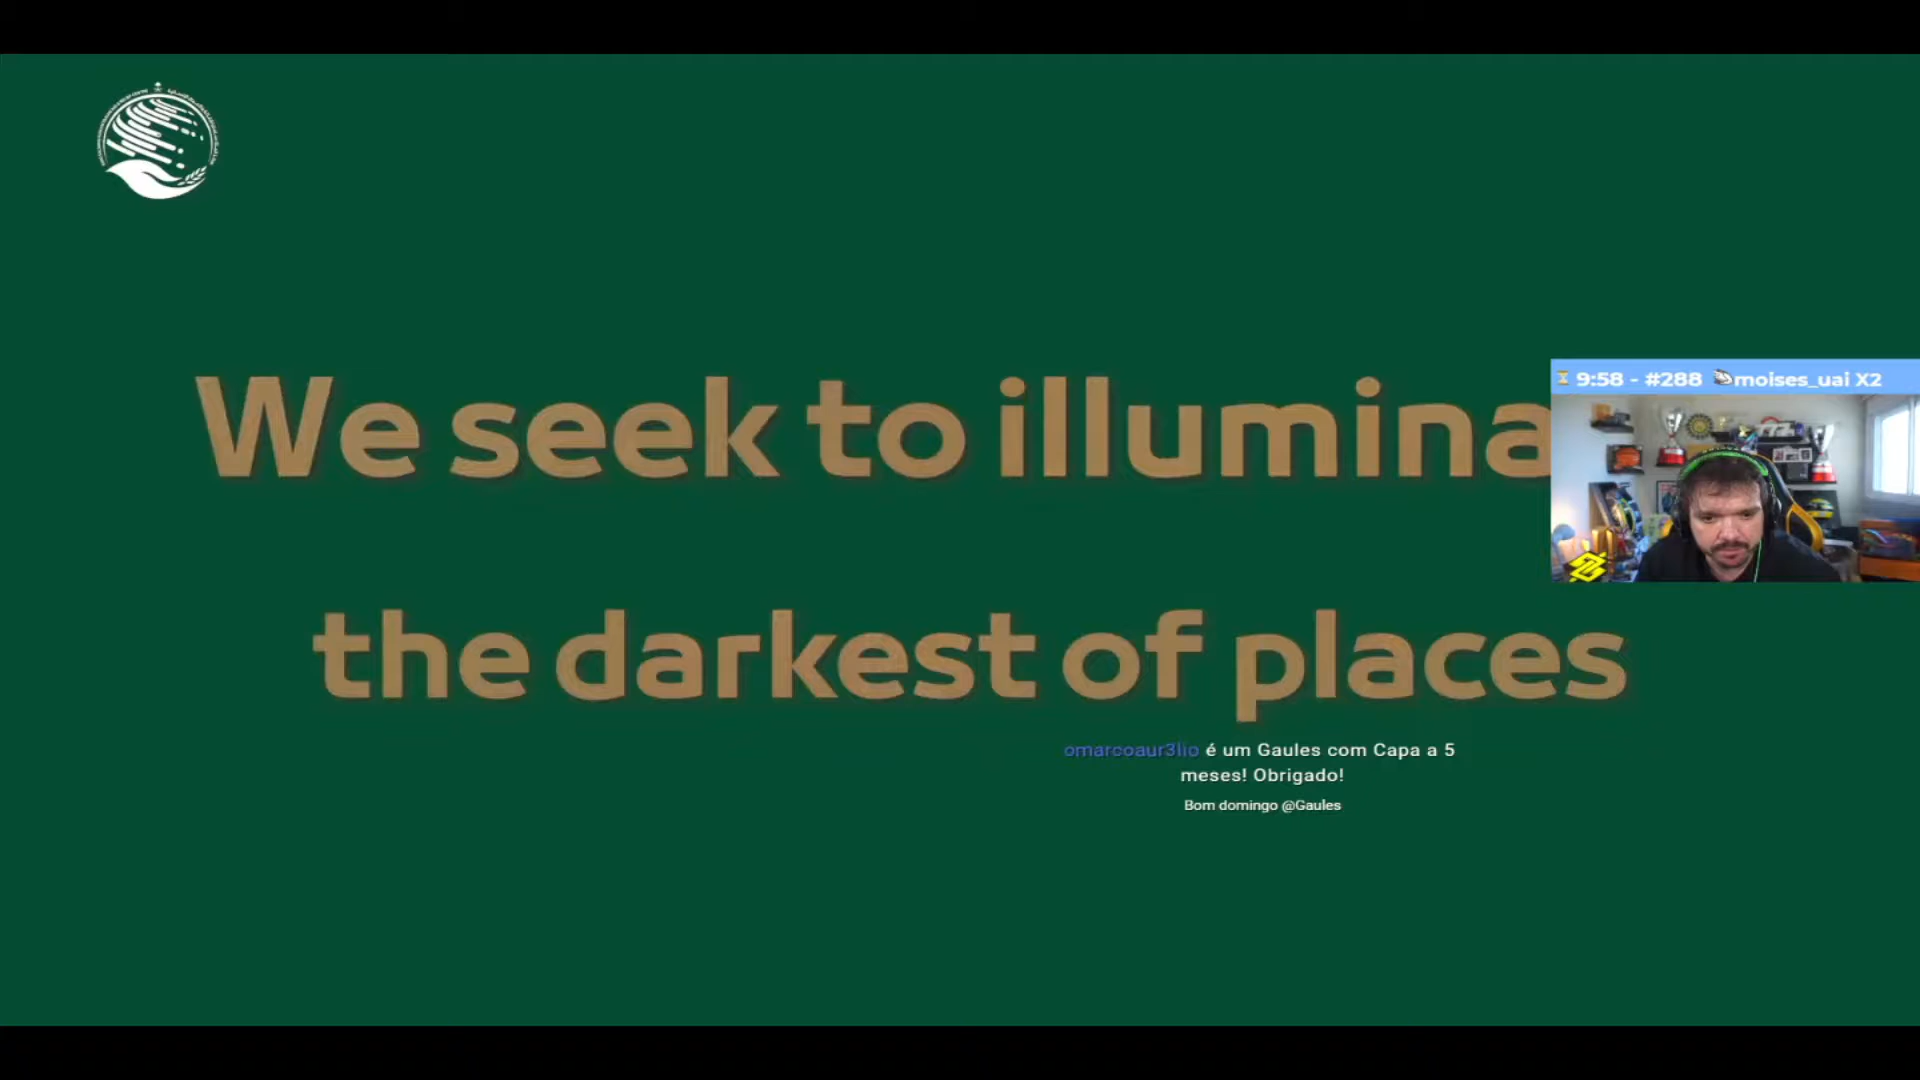 We seek to illumina
9:58 - #288 moises_uai X2
the darkest of places
omarcoaur3lio é um Gaules com Capa a 5
meses! Obrigado!
Bom domingo @Gaules